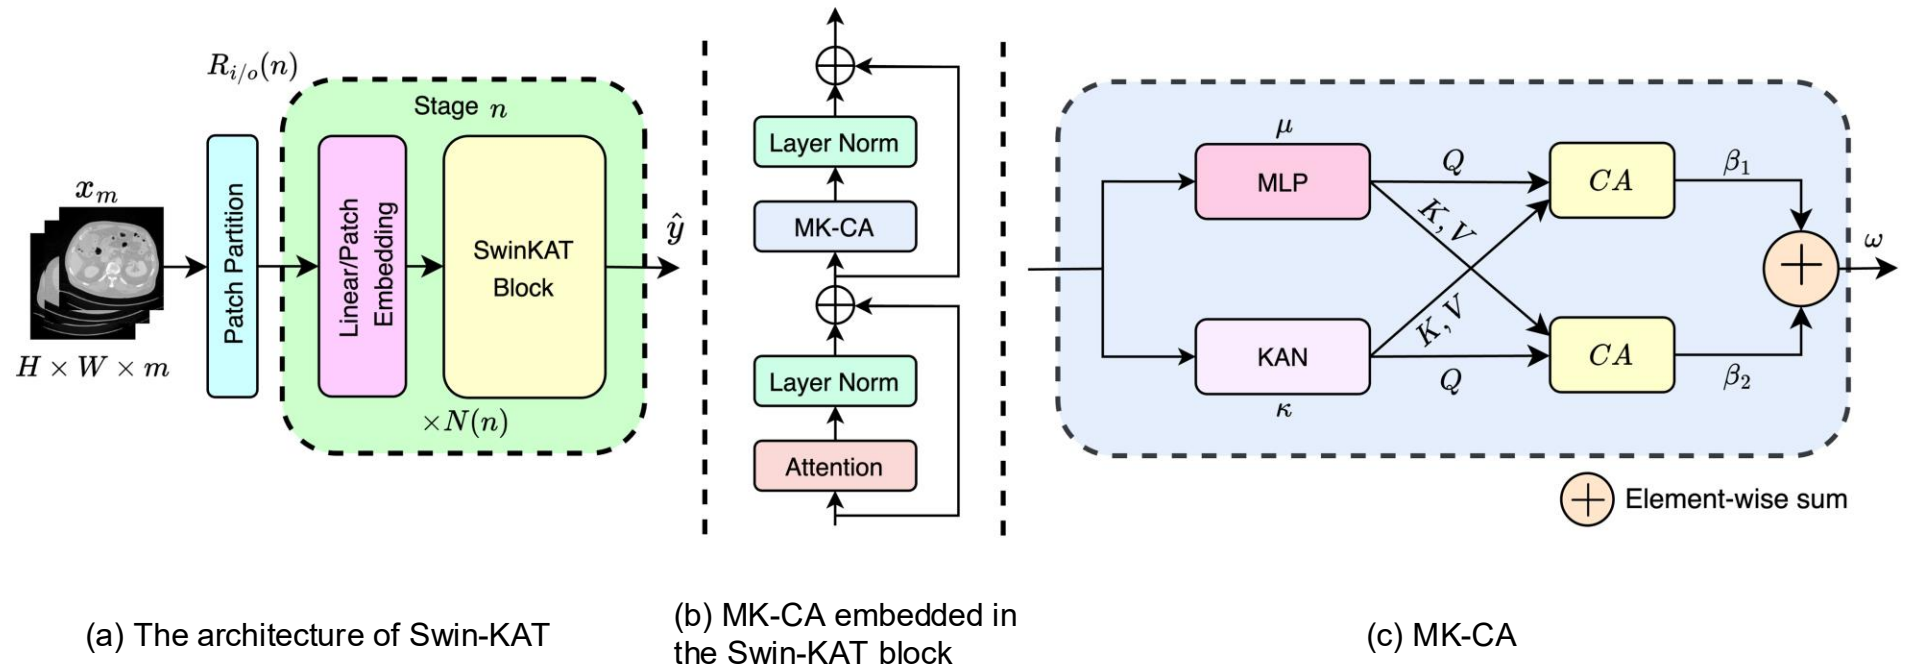 R_{i/o}(n)
Stage n
x_m
H × W × m
Patch Partition
Linear/Patch
Embedding
SwinKAT
Block
×N(n)
ŷ
Layer Norm
MK-CA
Layer Norm
Attention
μ
MLP
Q
K, V
CA
β₁
KAN
κ
K, V
Q
CA
β₂
ω
Element-wise sum
(a) The architecture of Swin-KAT
(b) MK-CA embedded in
the Swin-KAT block
(c) MK-CA